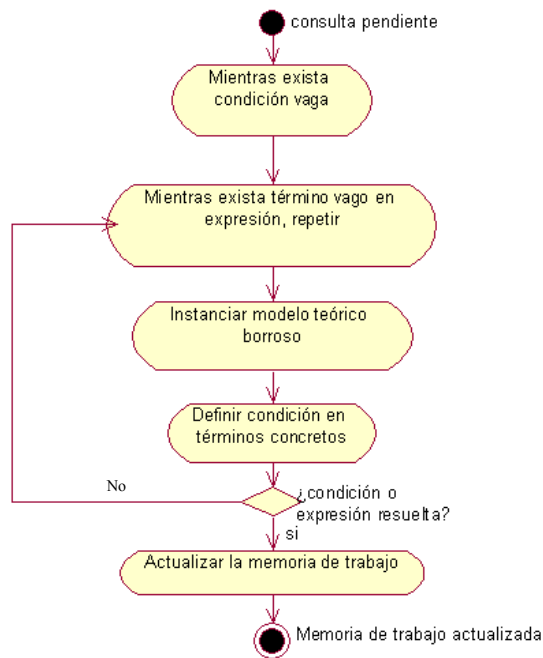 consulta pendiente
Mientras exista
condición vaga
Mientras exista término vago en
expresión, repetir
Instanciar modelo teórico
borroso
Definir condición en
términos concretos
No
¿condición o
expresión resuelta?
si
Actualizar la memoria de trabajo
Memoria de trabajo actualizada